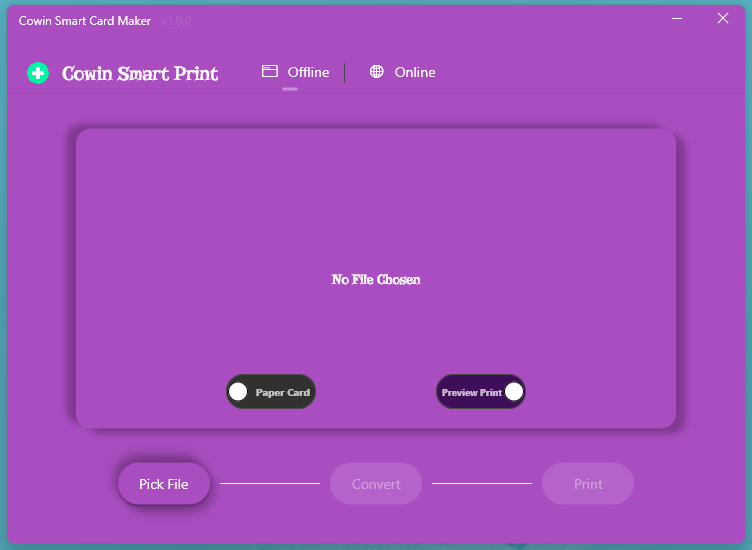 Cowin Smart Card Maker v1.0.0
Cowin Smart Print
Offline
Online
No File Chosen
Paper Card
Preview Print
Pick File
Convert
Print